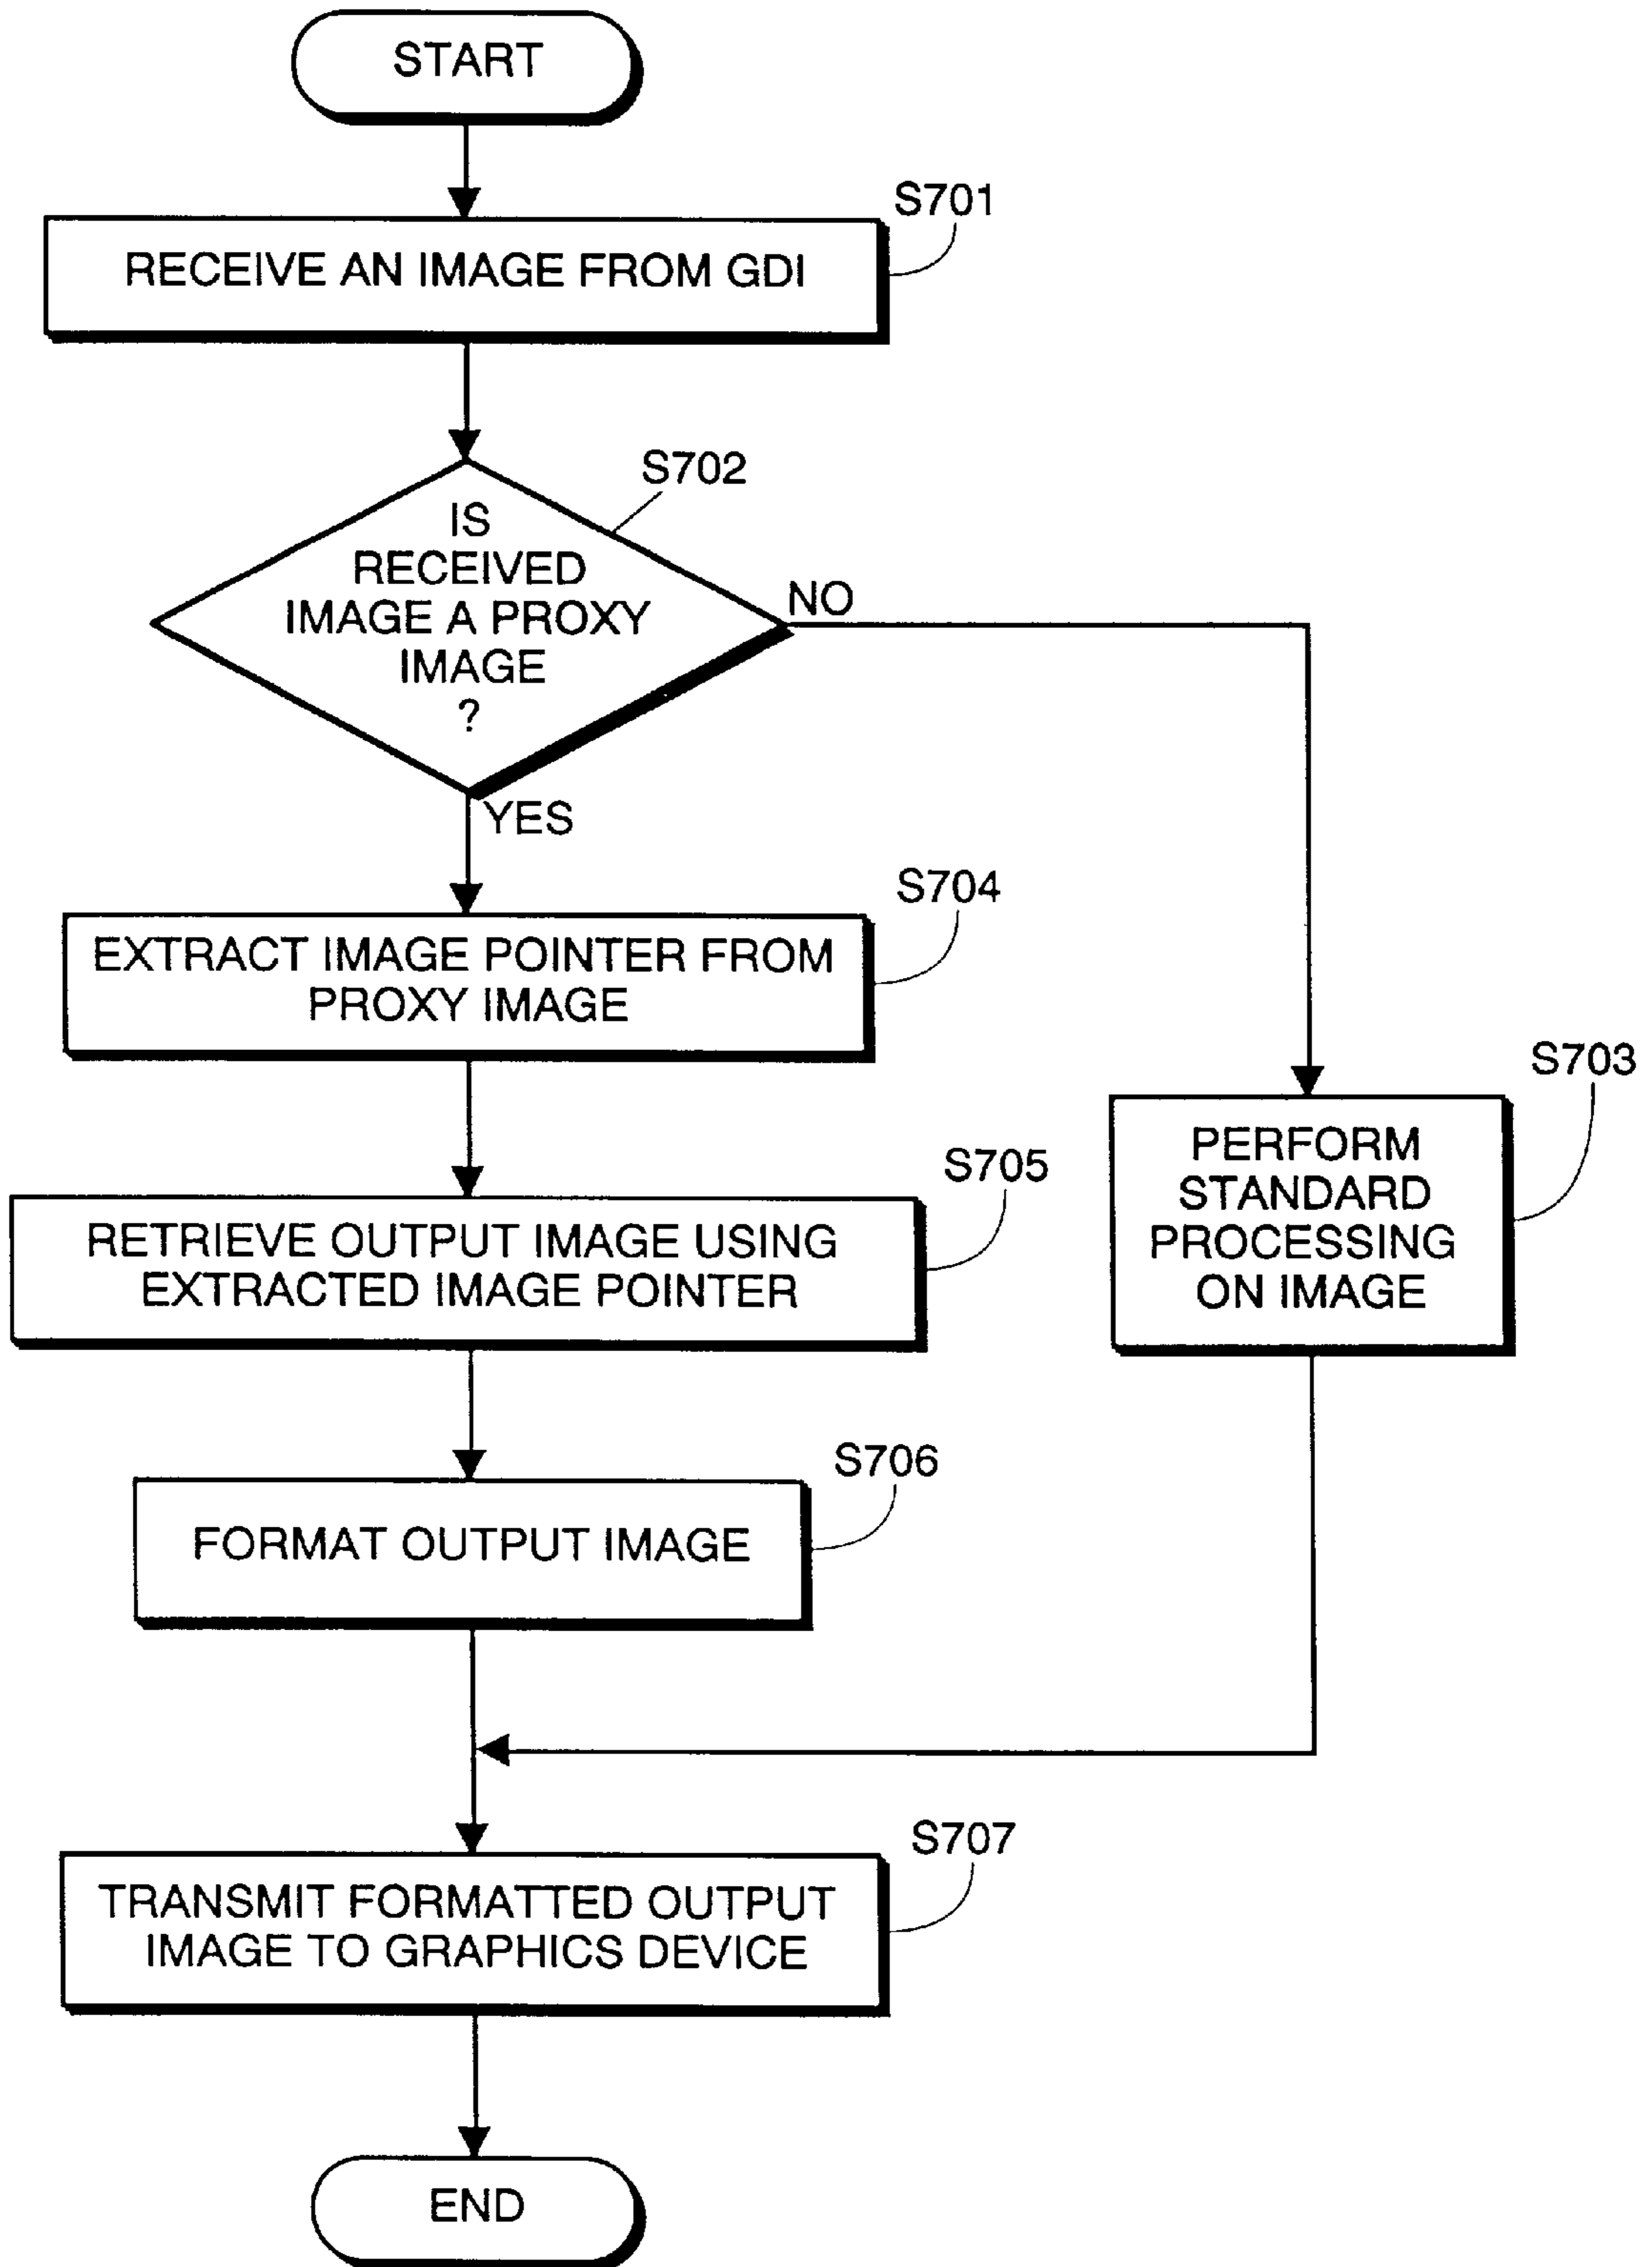 START
S701
RECEIVE AN IMAGE FROM GDI
S702
IS
RECEIVED
IMAGE A PROXY
IMAGE
?
NO
YES
S704
EXTRACT IMAGE POINTER FROM
PROXY IMAGE
S703
PERFORM
STANDARD
PROCESSING
ON IMAGE
S705
RETRIEVE OUTPUT IMAGE USING
EXTRACTED IMAGE POINTER
S706
FORMAT OUTPUT IMAGE
S707
TRANSMIT FORMATTED OUTPUT
IMAGE TO GRAPHICS DEVICE
END